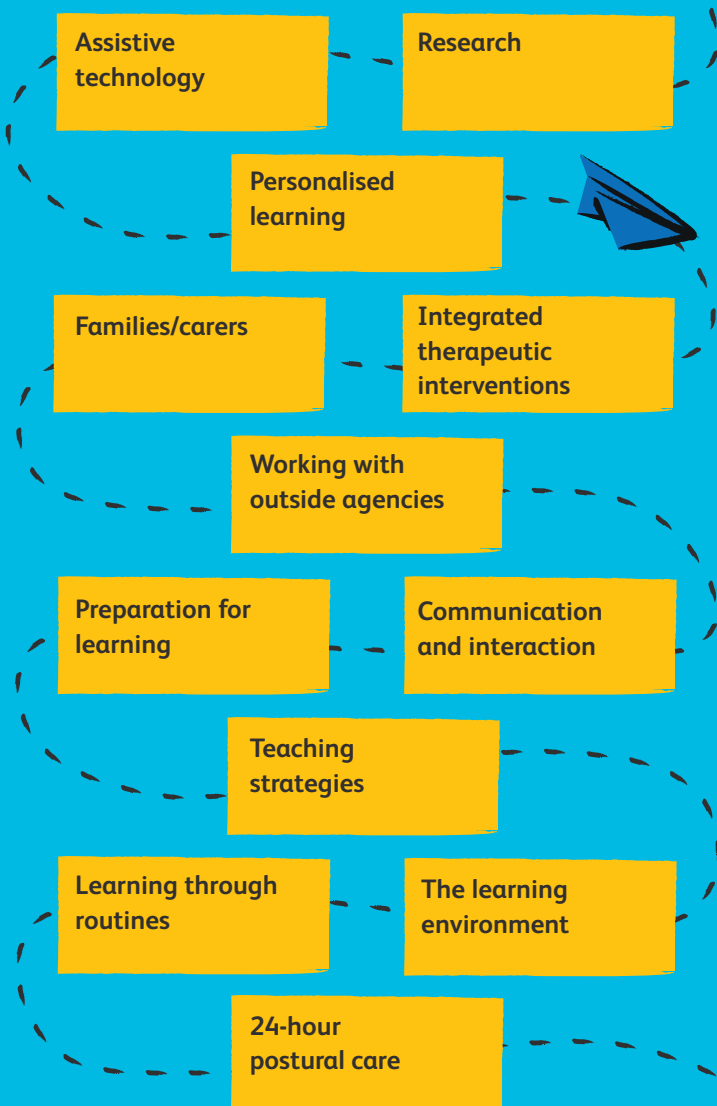 Assistive
technology
Research
Personalised
learning
Families/carers
Integrated
therapeutic
interventions
Working with
outside agencies
Preparation for
learning
Communication
and interaction
Teaching
strategies
Learning through
routines
The learning
environment
24-hour
postural care